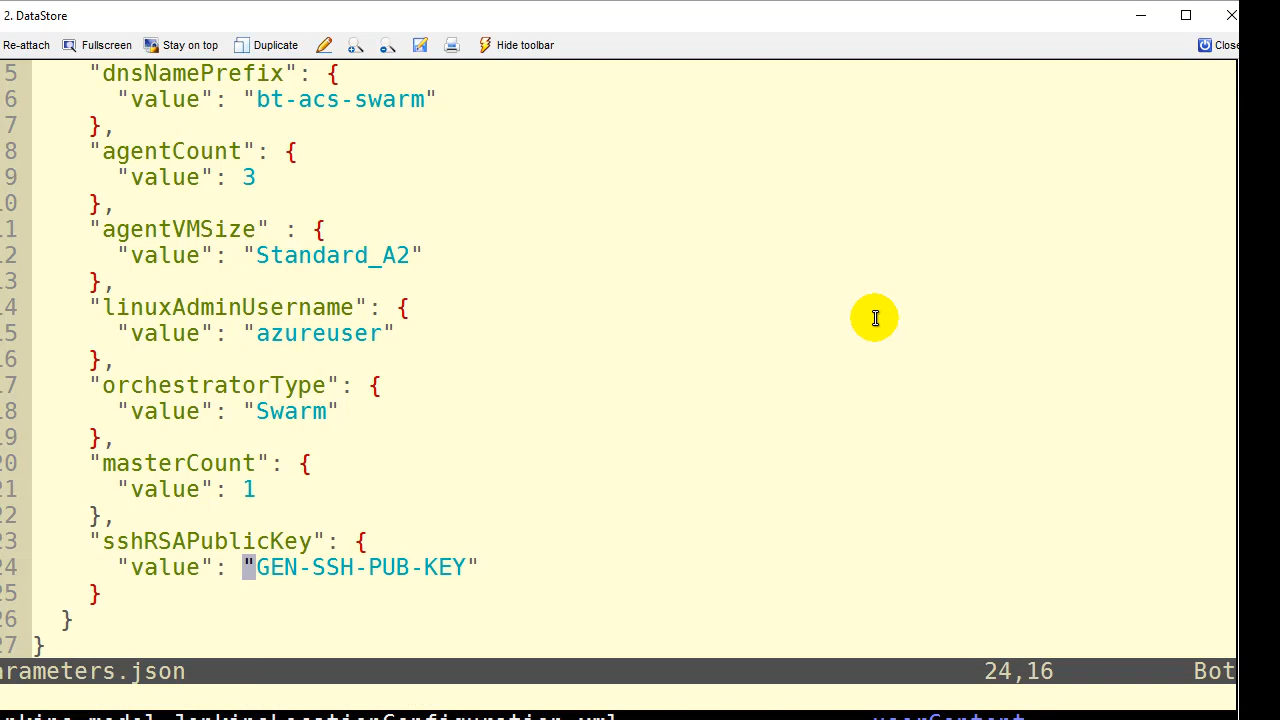 2. DataStore
Re-attach Fullscreen Stay on top Duplicate Hide toolbar Close
5 "dnsNamePrefix": {
6 "value": "bt-acs-swarm"
7 },
8 "agentCount": {
9 "value": 3
10 },
11 "agentVMSize" : {
12 "value": "Standard_A2"
13 },
14 "linuxAdminUsername": {
15 "value": "azureuser"
16 },
17 "orchestratorType": {
18 "value": "Swarm"
19 },
20 "masterCount": {
21 "value": 1
22 },
23 "sshRSAPublicKey": {
24 "value": "GEN-SSH-PUB-KEY"
25 }
26 }
27 }
arameters.json 24,16 Bot